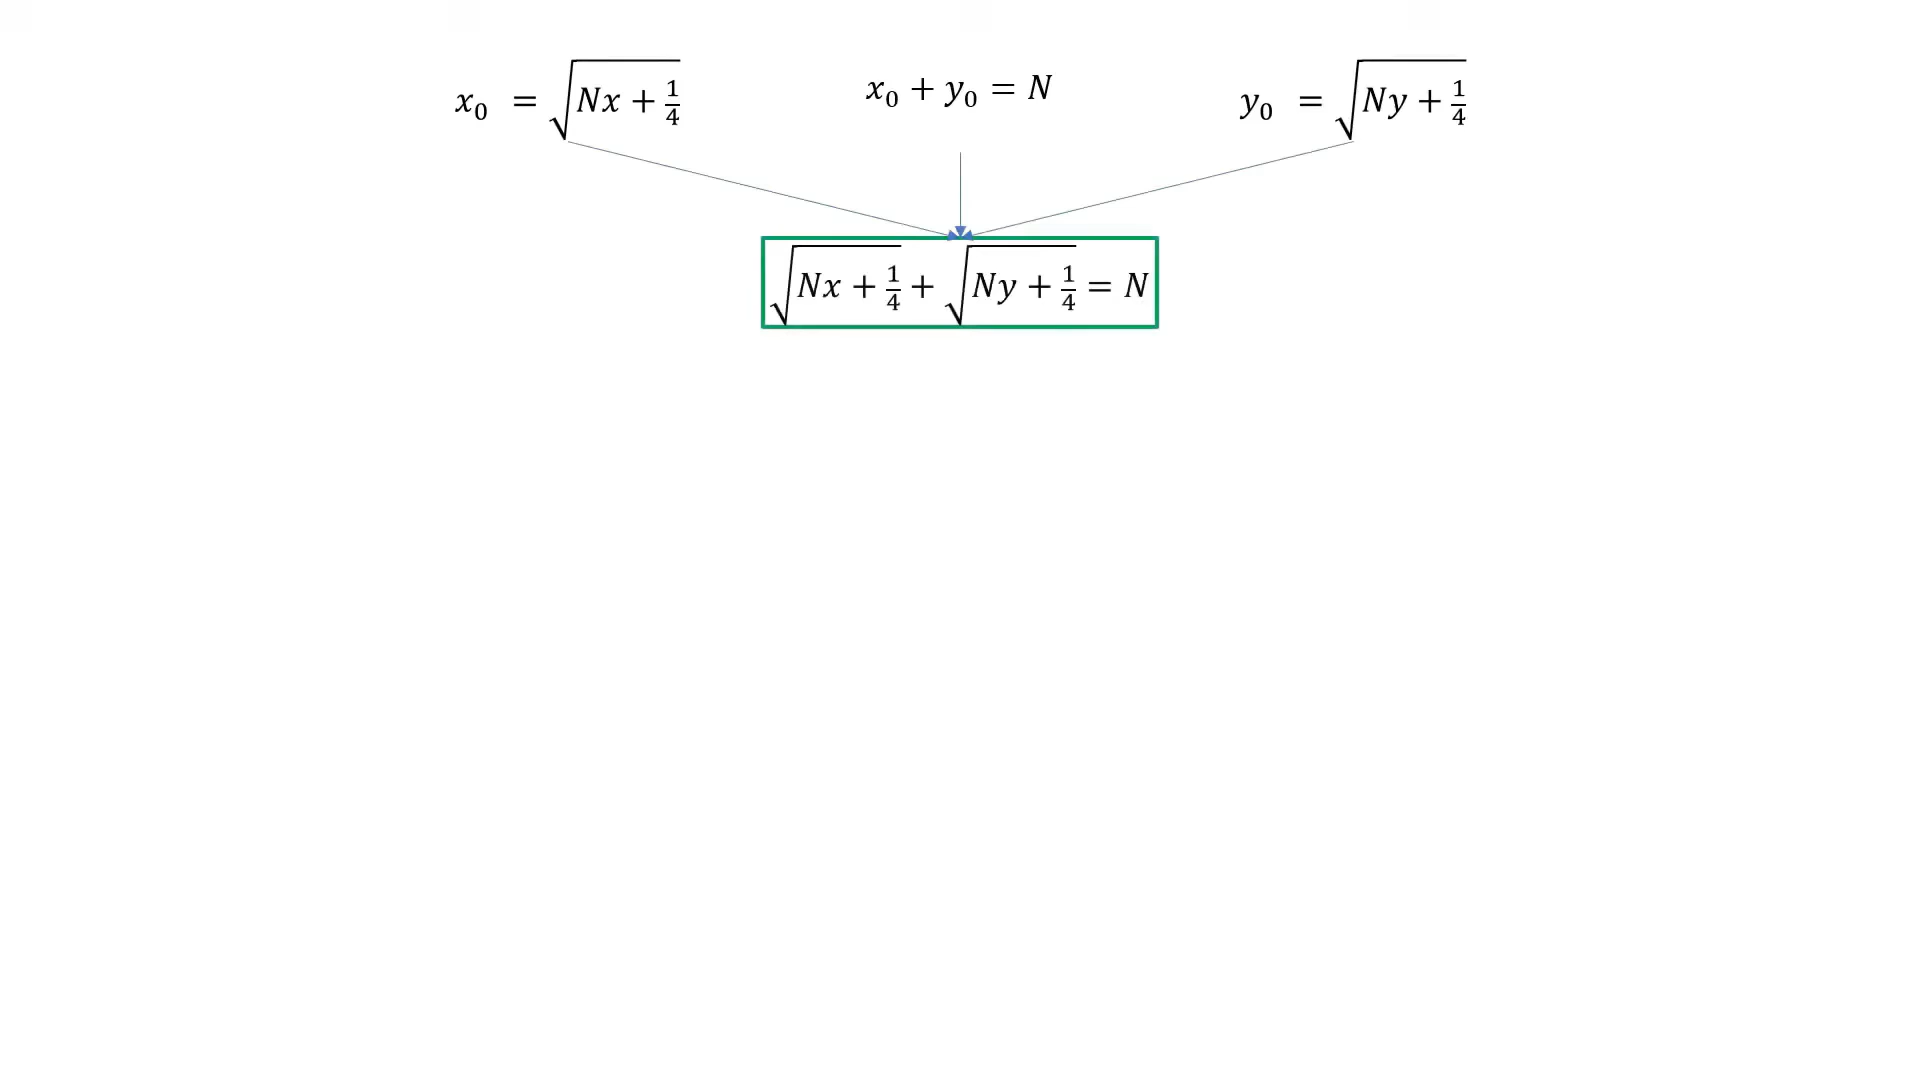 x₀ = √(Nx + 1/4)
x₀ + y₀ = N
y₀ = √(Ny + 1/4)
√(Nx + 1/4) + √(Ny + 1/4) = N